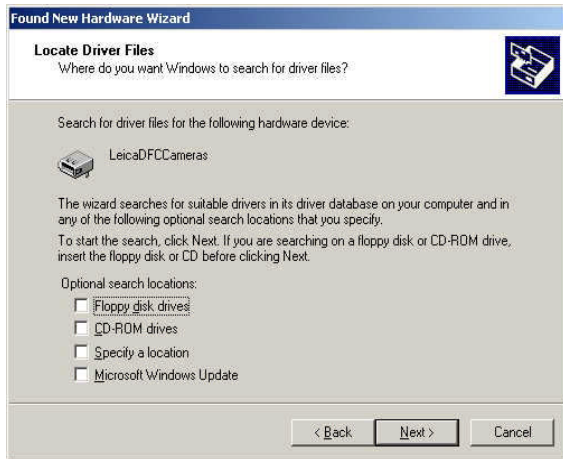 Found New Hardware Wizard
Locate Driver Files
Where do you want Windows to search for driver files?
Search for driver files for the following hardware device:
LeicaDFCCameras
The wizard searches for suitable drivers in its driver database on your computer and in
any of the following optional search locations that you specify.
To start the search, click Next. If you are searching on a floppy disk or CD-ROM drive,
insert the floppy disk or CD before clicking Next.
Optional search locations:
Floppy disk drives
CD-ROM drives
Specify a location
Microsoft Windows Update
< Back Next > Cancel